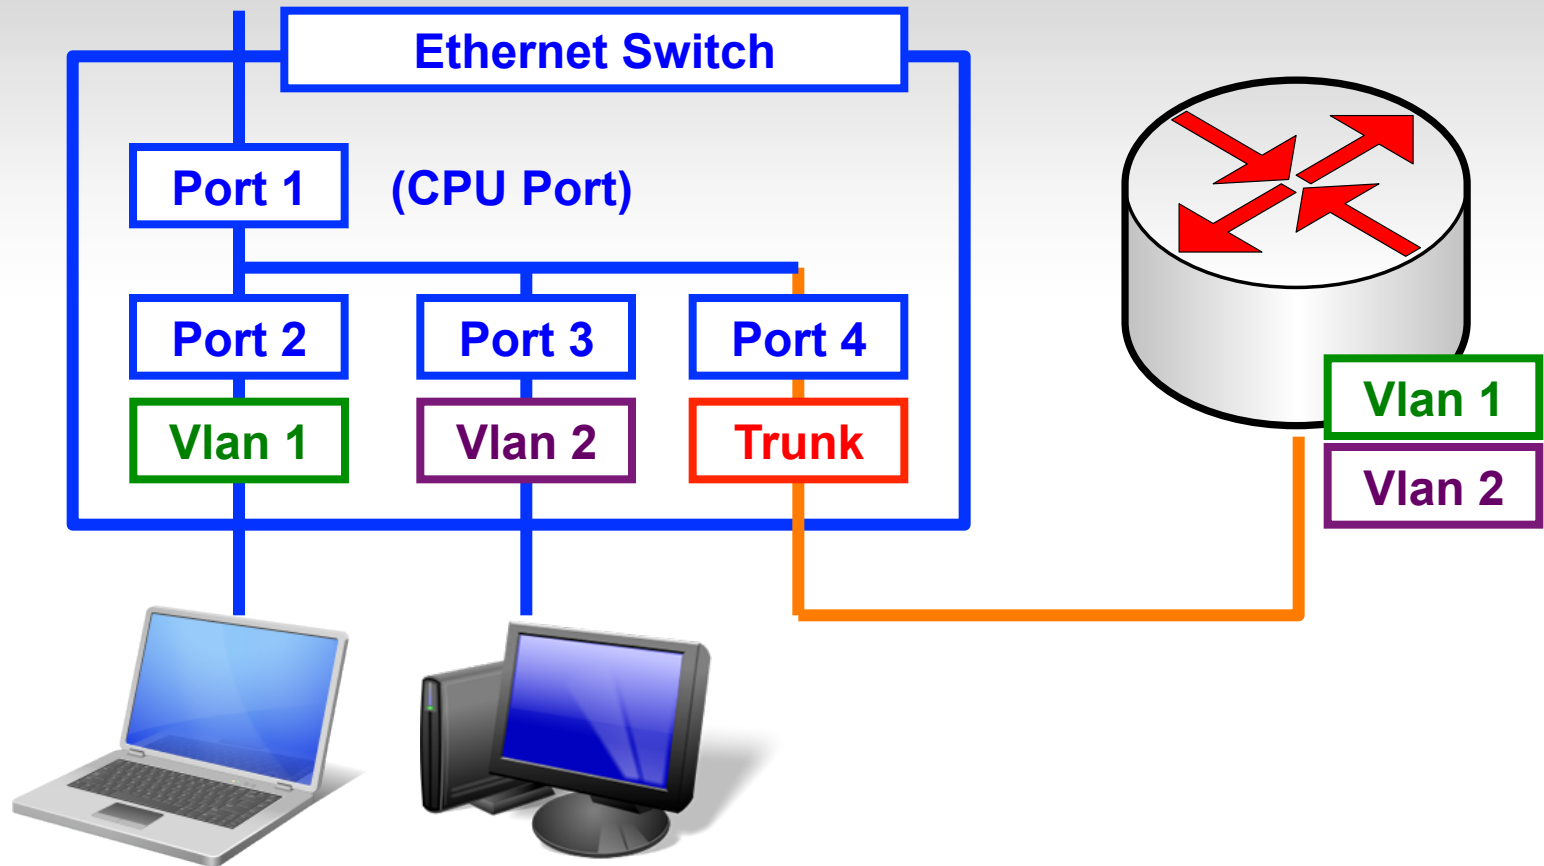 Ethernet Switch
Port 1 (CPU Port)
Port 2 Port 3 Port 4
Vlan 1 Vlan 2 Trunk
Vlan 1
Vlan 2